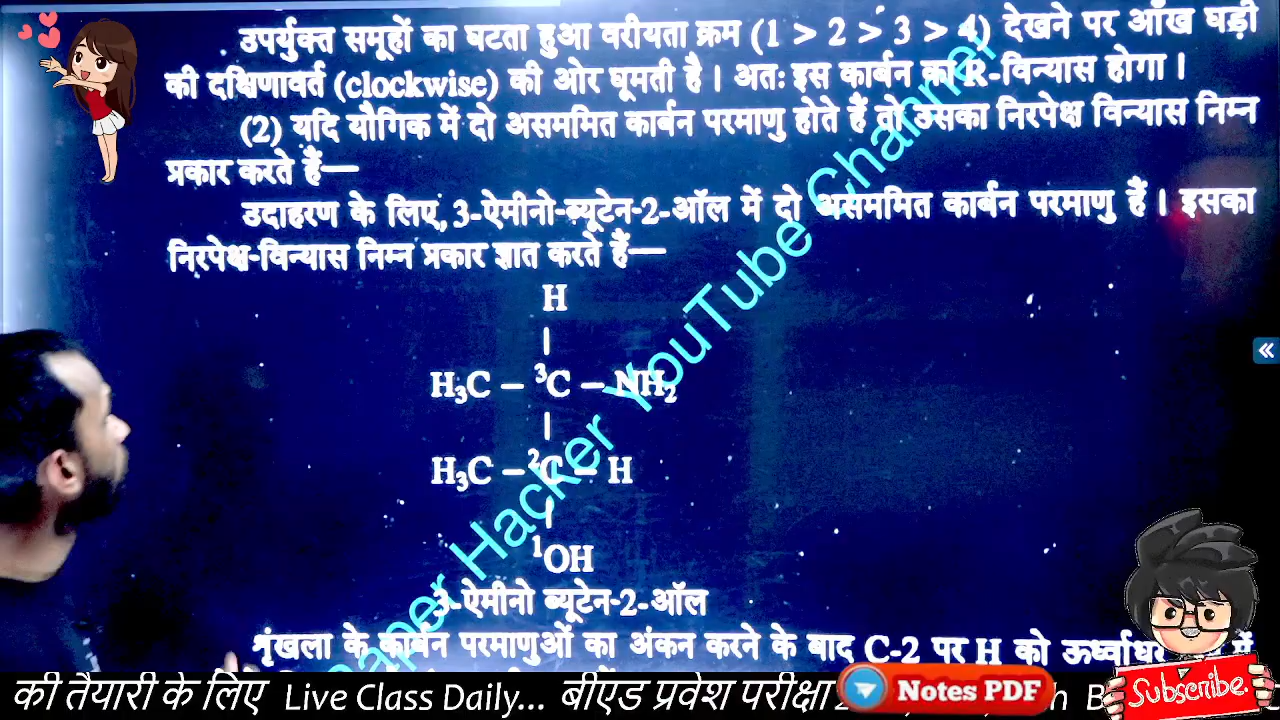 उपर्युक्त समूहों का घटता हुआ वरीयता क्रम (1 > 2 > 3 > 4) देखने पर आँख घड़ी
की दक्षिणावर्त (clockwise) की ओर घूमती है। अतः इस कार्बन का R-विन्यास होगा।
(2) यदि यौगिक में दो असममित कार्बन परमाणु होते हैं तो उसका निरपेक्ष विन्यास निम्न
प्रकार करते हैं—
उदाहरण के लिए, 3-ऐमीनो-ब्यूटेन-2-ऑल में दो असममित कार्बन परमाणु हैं। इसका
निरपेक्ष-विन्यास निम्न प्रकार ज्ञात करते हैं—
H
|
H₃C – ³C – NH₂
|
H₃C – ²C – H
|
¹OH
3-ऐमीनो ब्यूटेन-2-ऑल
शृंखला के कार्बन परमाणुओं का अंकन करने के बाद C-2 पर H को में
Hacker YouTube Channel
की तैयारी के लिए Live Class Daily... बीएड प्रवेश परीक्षा
Notes PDF
Subscribe